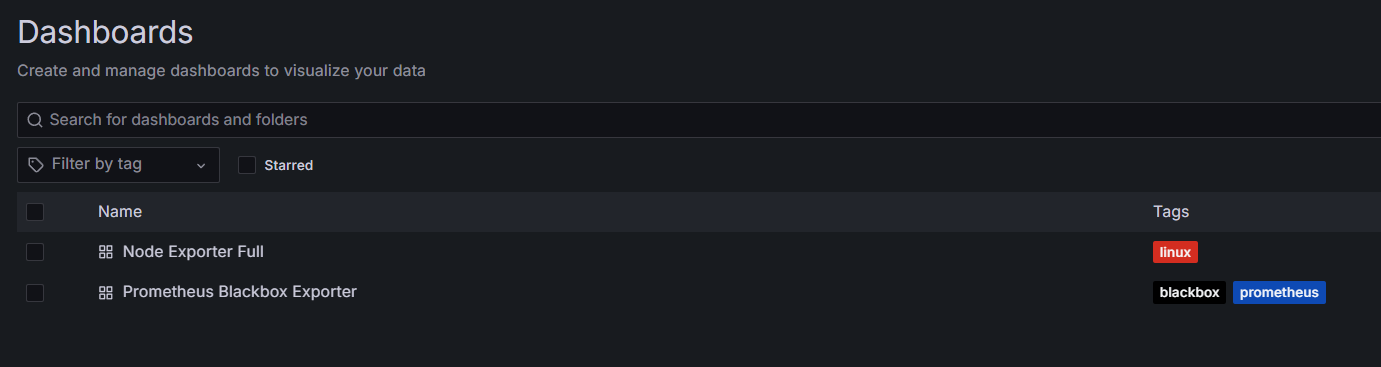 Dashboards
Create and manage dashboards to visualize your data
Search for dashboards and folders
Filter by tag Starred
Name Tags
Node Exporter Full linux
Prometheus Blackbox Exporter blackbox prometheus